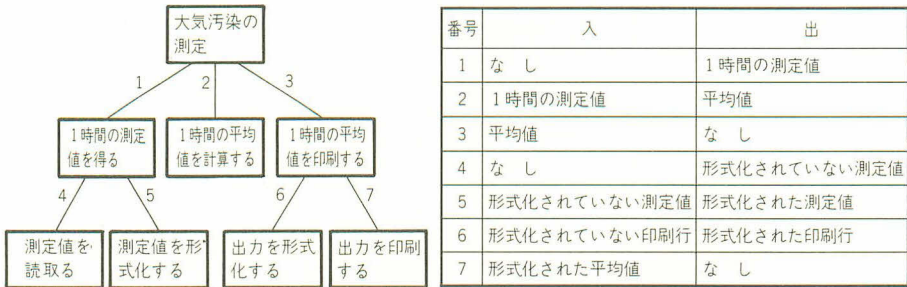 大気汚染の
測定
1
2
3
1時間の測定
値を得る
1時間の平均
値を計算する
1時間の平均
値を印刷する
4
5
6
7
測定値を
読取る
測定値を形
式化する
出力を形式
化する
出力を印刷
する
番号 入 出
1 な し 1時間の測定値
2 1時間の測定値 平均値
3 平均値 な し
4 な し 形式化されていない測定値
5 形式化されていない測定値 形式化された測定値
6 形式化されていない印刷行 形式化された印刷行
7 形式化された平均値 な し